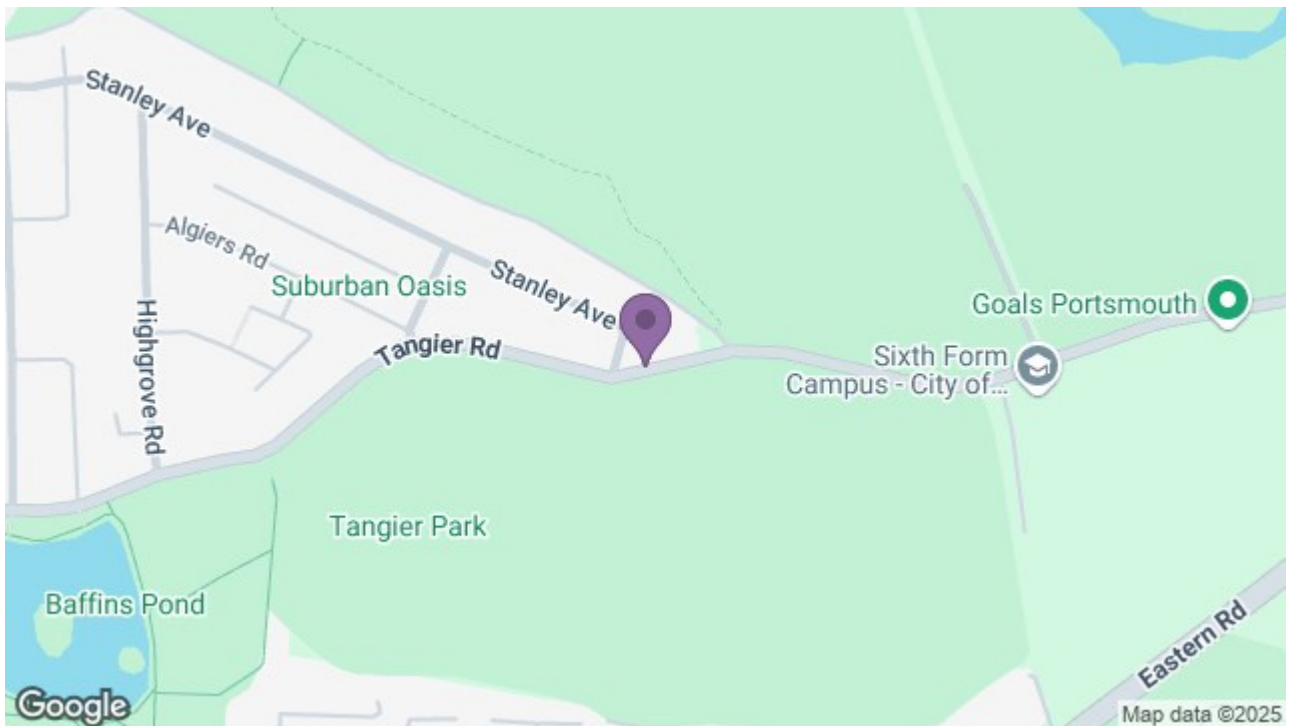 Stanley Ave
Algiers Rd
Suburban Oasis
Stanley Ave
Highgrove Rd
Tangier Rd
Goals Portsmouth
Sixth Form
Campus - City of...
Tangier Park
Baffins Pond
Eastern Rd
Google
Map data ©2025